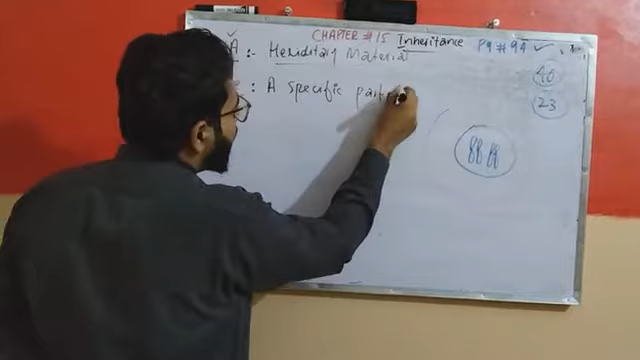 CHAPTER #15 Inheritance Pg # 94
A :- Heriditary Material
: A specific part
40
23